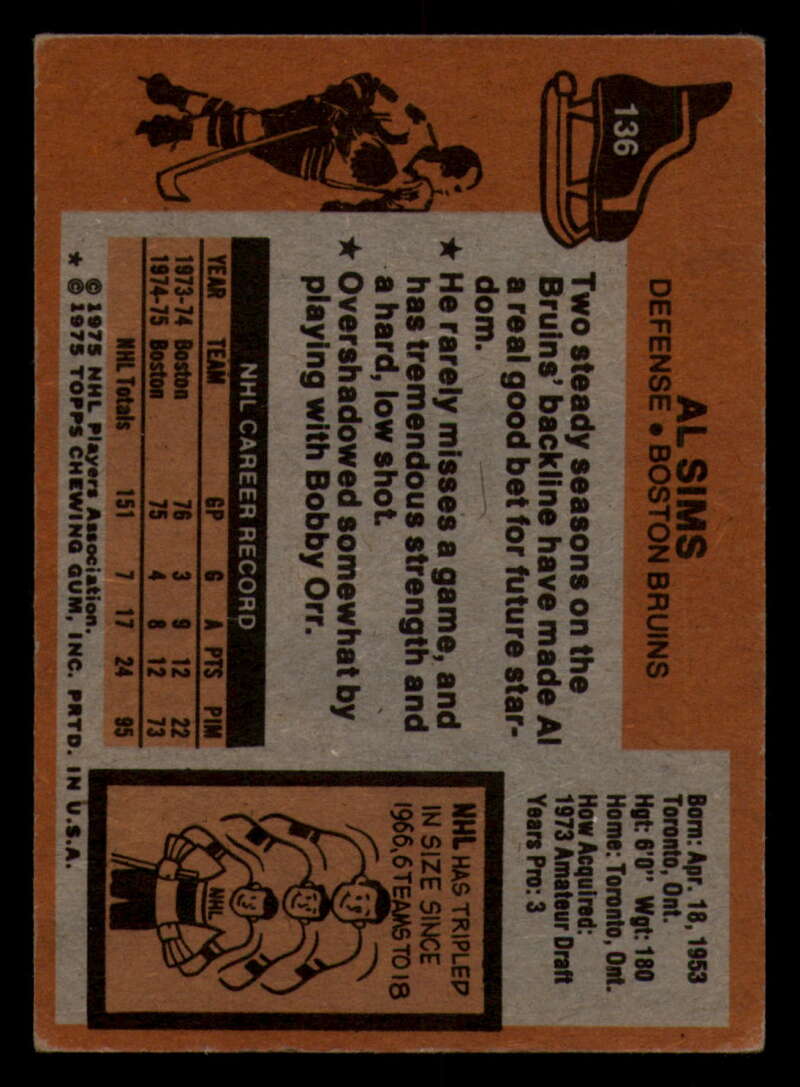 136
AL SIMS
DEFENSE • BOSTON BRUINS
Born: Apr. 18, 1953
Toronto, Ont.
Hgt: 6'0" Wgt: 180
Home: Toronto, Ont.
How Acquired:
1973 Amateur Draft
Years Pro: 3
Two steady seasons on the
Bruins' backline have made Al
a real good bet for future star-
dom.
★ He rarely misses a game, and
has tremendous strength and
a hard, low shot.
★ Overshadowed somewhat by
playing with Bobby Orr.
NHL CAREER RECORD
YEAR TEAM GP G A PTS PIM
1973-74 Boston 76 3 9 12 22
1974-75 Boston 75 4 8 12 73
NHL Totals 151 7 17 24 95
NHL HAS TRIPLED
IN SIZE SINCE
1966, 6 TEAMS TO 18
NHL
© 1975 NHL Players Association.
★ © 1975 TOPPS CHEWING GUM, INC. PRTD. IN U.S.A.